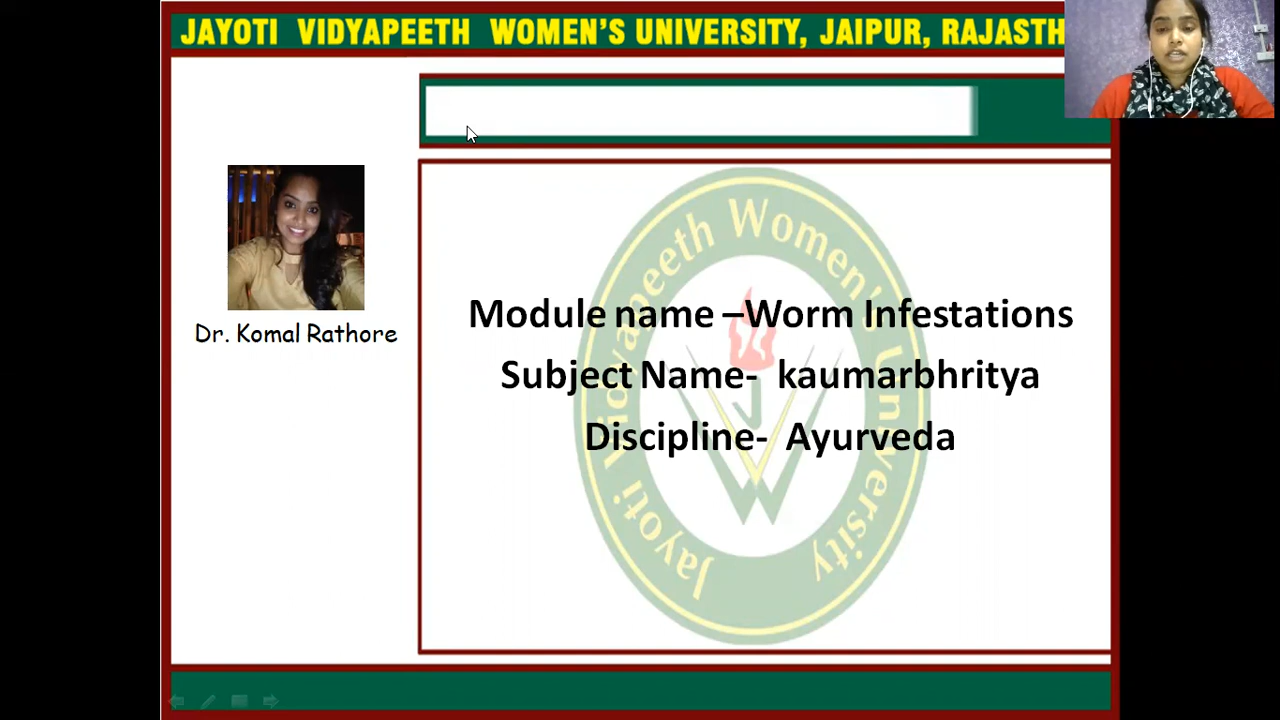 JAYOTI VIDYAPEETH WOMEN'S UNIVERSITY, JAIPUR, RAJASTH
Dr. Komal Rathore
Module name –Worm Infestations
Subject Name- kaumarbhritya
Discipline- Ayurveda
Jayoti Vidyapeeth Women's University
JVW